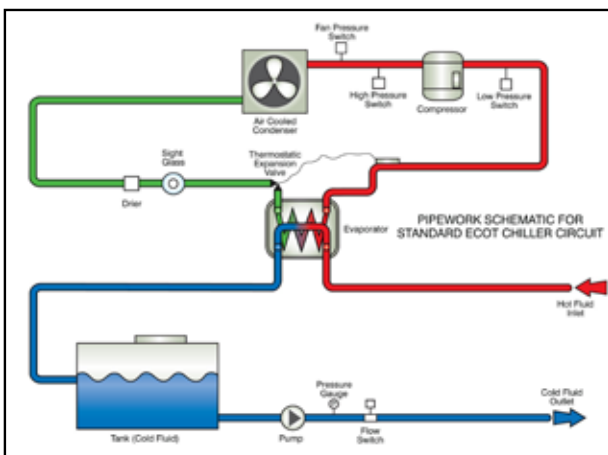 Fan Pressure
Switch
High Pressure
Switch
Compressor
Low Pressure
Switch
Air Cooled
Condenser
Sight
Glass
Thermostatic
Expansion
Valve
Drier
Evaporator
PIPEWORK SCHEMATIC FOR
STANDARD ECOT CHILLER CIRCUIT
Hot Fluid
Inlet
Pressure
Gauge
Cold Fluid
Outlet
Tank (Cold Fluid)
Pump
Flow
Switch